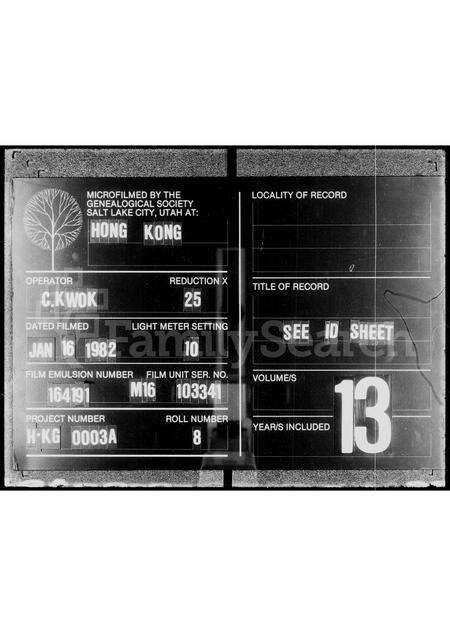 MICROFILMED BY THE
GENEALOGICAL SOCIETY
SALT LAKE CITY, UTAH AT:
HONG KONG
OPERATOR REDUCTION X
C.KWOK 25
DATED FILMED LIGHT METER SETTING
JAN 16 1982 10
FILM EMULSION NUMBER FILM UNIT SER. NO.
164191 M16 103341
PROJECT NUMBER ROLL NUMBER
H-KG 0003A 8
LOCALITY OF RECORD
TITLE OF RECORD
SEE ID SHEET
VOLUME/S
13
YEAR/S INCLUDED
FamilySearch